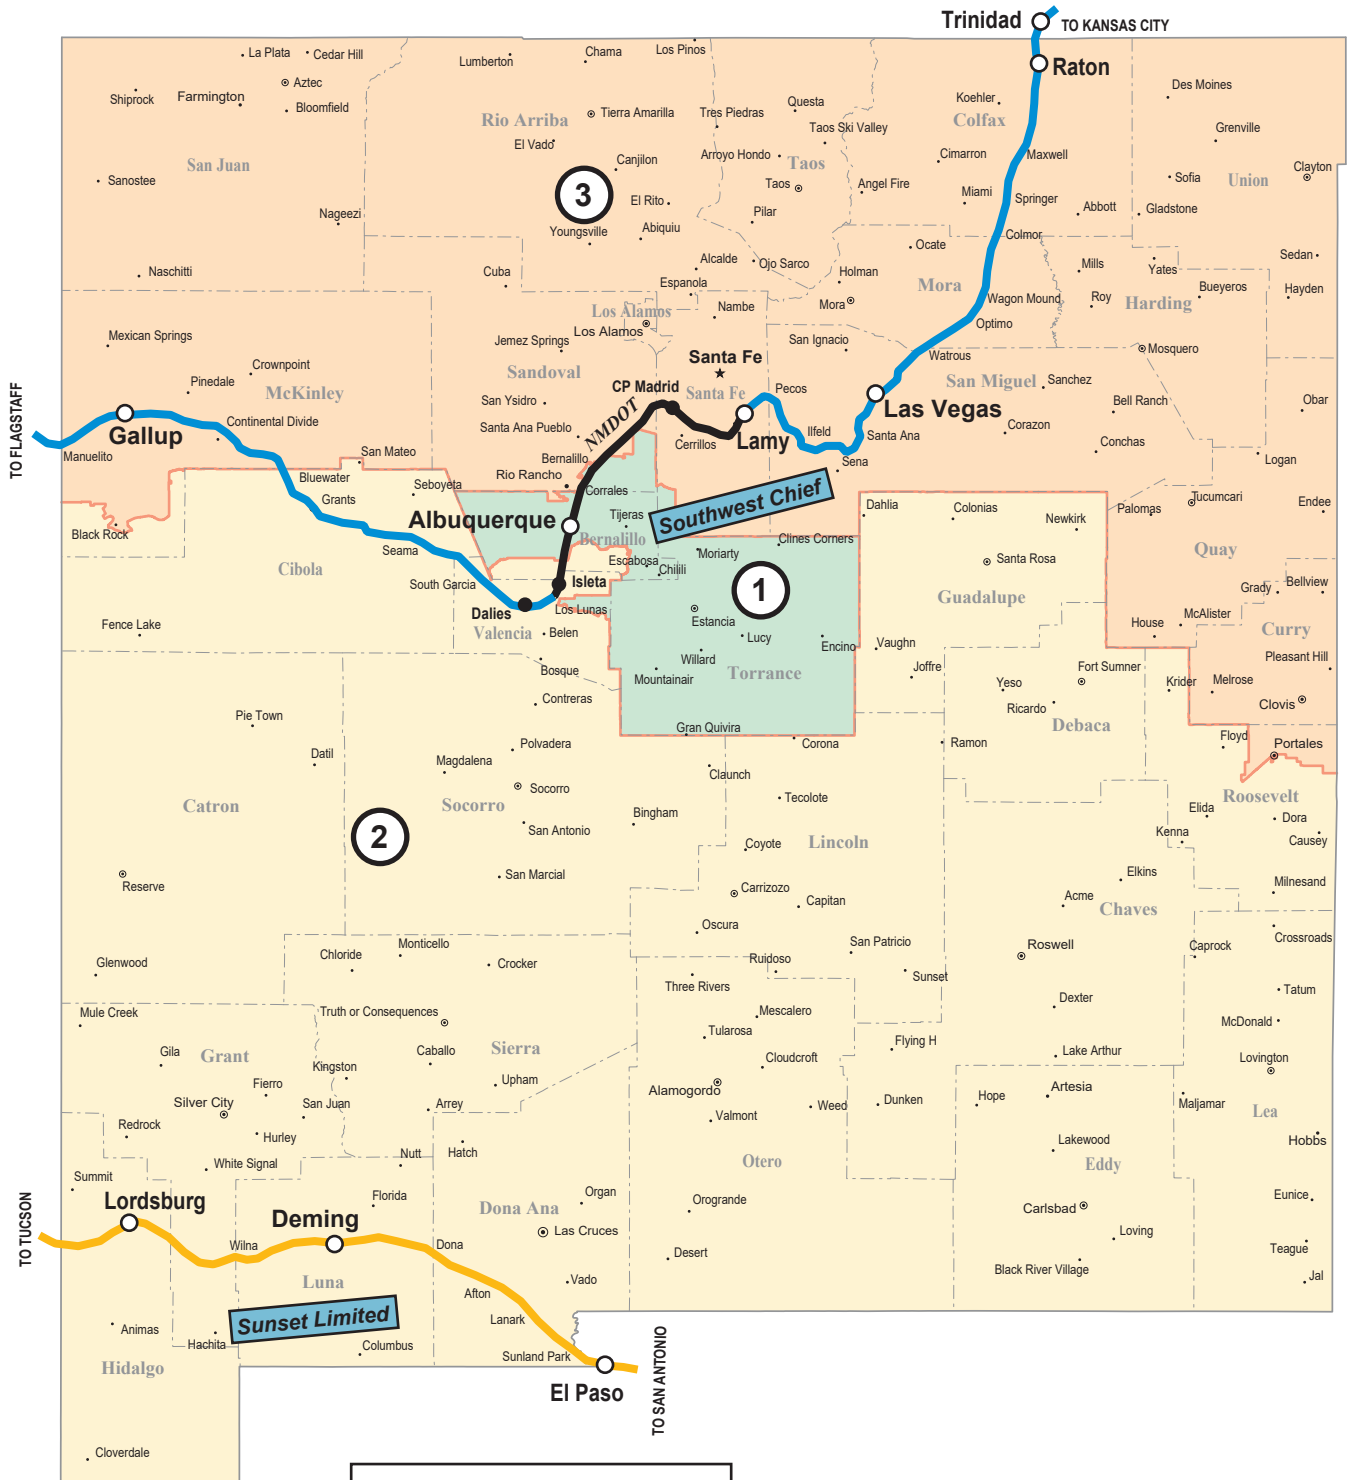 Trinidad
TO KANSAS CITY
Raton
La Plata
Cedar Hill
Los Pinos
Lumberton
Chama
Aztec
Shiprock
Farmington
Bloomfield
Des Moines
Koehler
Questa
Rio Arriba
Tierra Amarilla
Tres Piedras
Colfax
Taos Ski Valley
Grenville
El Vado
San Juan
Canjilon
Arroyo Hondo
Taos
Cimarron
Maxwell
Clayton
Sanostee
Taos
Angel Fire
Sofia
Union
3
El Rito
Miami
Springer
Abbott
Gladstone
Nageezi
Youngsville
Abiquiu
Pilar
Colmor
Ocate
Sedan
Naschitti
Cuba
Alcalde
Ojo Sarco
Holman
Mills
Yates
Espanola
Mora
Wagon Mound
Roy
Harding
Bueyeros
Hayden
Los Alamos
Nambe
Mora
Los Alamos
Optimo
Mexican Springs
Jemez Springs
San Ignacio
Watrous
Mosquero
Santa Fe
Crownpoint
Pinedale
McKinley
Sandoval
CP Madrid
Santa Fe
Pecos
San Miguel
Sanchez
TO FLAGSTAFF
San Ysidro
NMDOT
Las Vegas
Bell Ranch
Obar
Gallup
Continental Divide
Santa Ana Pueblo
Cerrillos
Lamy
Ilfeld
Santa Ana
Corazon
Conchas
Manuelito
San Mateo
Bernalillo
Sena
Logan
Bluewater
Seboyeta
Rio Rancho
Corrales
Southwest Chief
Grants
Tucumcari
Endee
Black Rock
Albuquerque
Tijeras
Dahlia
Colonias
Newkirk
Palomas
Seama
Bernalillo
Clines Corners
Quay
Cibola
Escabosa
Moriarty
Santa Rosa
South Garcia
Isleta
Chilili
1
Guadalupe
Grady
Bellview
Dalies
Los Lunas
Estancia
McAlister
Fence Lake
Valencia
Belen
Lucy
Encino
Vaughn
House
Curry
Bosque
Willard
Joffre
Fort Sumner
Pleasant Hill
Mountainair
Torrance
Yeso
Krider
Melrose
Contreras
Ricardo
Clovis
Pie Town
Gran Quivira
Debaca
Datil
Polvadera
Corona
Ramon
Floyd
Portales
Magdalena
Claunch
Catron
Socorro
Socorro
Tecolote
Roosevelt
2
San Antonio
Bingham
Elida
Dora
Coyote
Lincoln
Kenna
Causey
Reserve
San Marcial
Carrizozo
Elkins
Milnesand
Capitan
Acme
Chaves
Oscura
Crossroads
Chloride
Monticello
San Patricio
Roswell
Caprock
Glenwood
Crocker
Ruidoso
Sunset
Three Rivers
Tatum
Mule Creek
Truth or Consequences
Mescalero
Dexter
Tularosa
McDonald
Gila
Grant
Caballo
Sierra
Flying H
Lake Arthur
Lovington
Kingston
Cloudcroft
Fierro
Upham
Alamogordo
Artesia
Silver City
San Juan
Arrey
Weed
Dunken
Hope
Maljamar
Lea
Redrock
Valmont
Hurley
Hatch
Lakewood
Hobbs
Nutt
White Signal
Otero
Eddy
Summit
TO TUCSON
Lordsburg
Florida
Organ
Orogrande
Eunice
Deming
Dona Ana
Carlsbad
Las Cruces
Loving
Wilna
Dona
Desert
Teague
Black River Village
Luna
Vado
Jal
Afton
Sunset Limited
Lanark
Animas
Hachita
Columbus
Sunland Park
Hidalgo
El Paso
TO SAN ANTONIO
Cloverdale